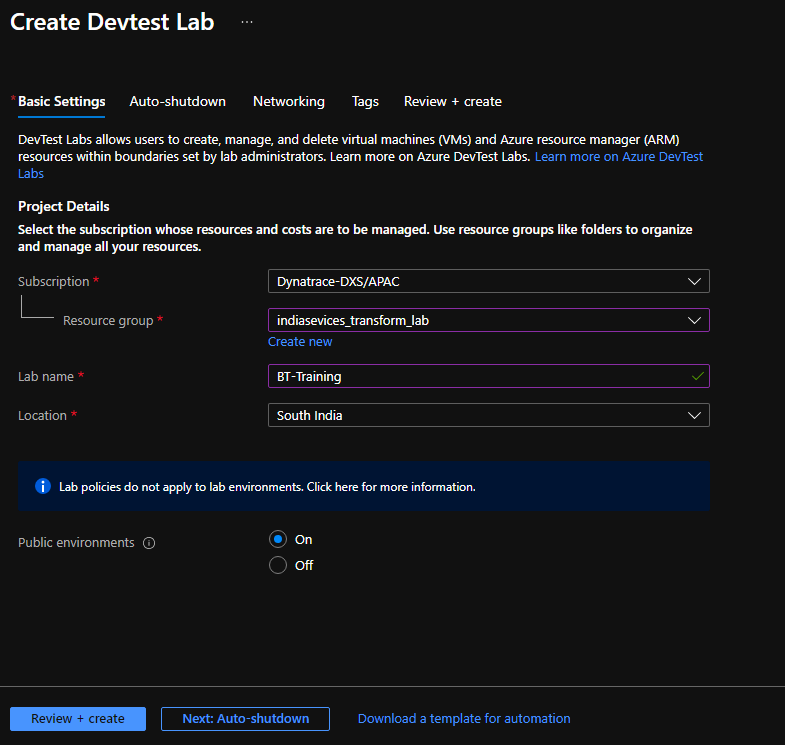 Create Devtest Lab ...
* Basic Settings Auto-shutdown Networking Tags Review + create
DevTest Labs allows users to create, manage, and delete virtual machines (VMs) and Azure resource manager (ARM)
resources within boundaries set by lab administrators. Learn more on Azure DevTest Labs. Learn more on Azure DevTest
Labs
Project Details
Select the subscription whose resources and costs are to be managed. Use resource groups like folders to organize
and manage all your resources.
Subscription * Dynatrace-DXS/APAC
Resource group * indiasevices_transform_lab
Create new
Lab name * BT-Training
Location * South India
Lab policies do not apply to lab environments. Click here for more information.
Public environments On
Off
Review + create Next: Auto-shutdown Download a template for automation